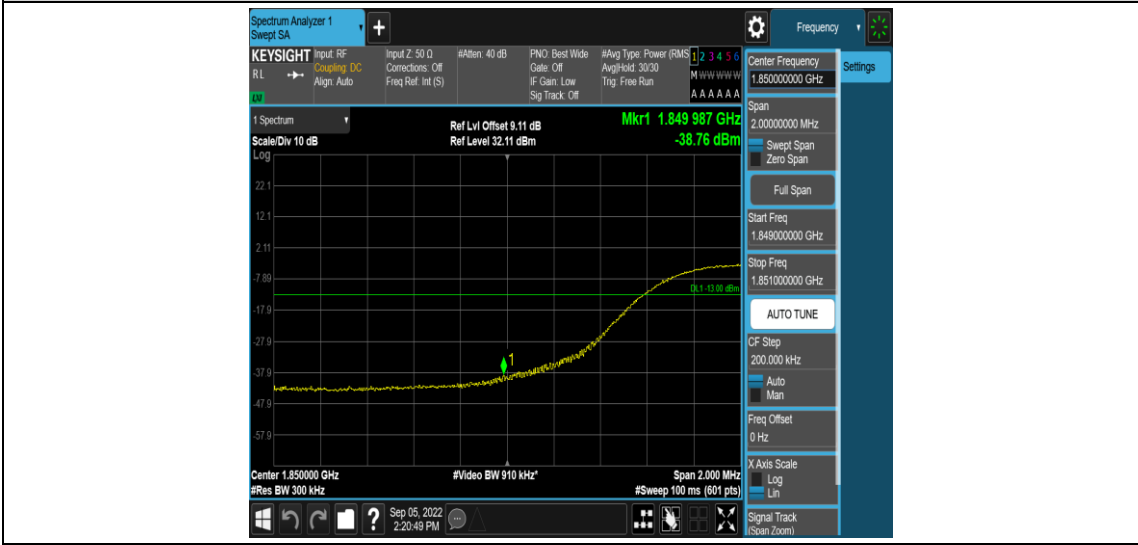 Spectrum Analyzer 1
Swept SA
+
Frequency
KEYSIGHT
RL
LNI
Input: RF
Coupling: DC
Align: Auto
Input Z: 50 Ω
Corrections: Off
Freq Ref: Int (S)
#Atten: 40 dB
PNO: Best Wide
Gate: Off
IF Gain: Low
Sig Track: Off
#Avg Type: Power (RMS
Avg|Hold: 30/30
Trig: Free Run
1 2 3 4 5 6
M W W W W W
A A A A A A
1 Spectrum
Scale/Div 10 dB
Log
Ref Lvl Offset 9.11 dB
Ref Level 32.11 dBm
Mkr1 1.849 987 GHz
-38.76 dBm
22.1
12.1
2.11
-7.89
-17.9
-27.9
-37.9
-47.9
-57.9
DL1 -13.00 dBm
1
Center 1.850000 GHz
#Res BW 300 kHz
#Video BW 910 kHz*
Span 2.000 MHz
#Sweep 100 ms (601 pts)
?
Sep 05, 2022
2:20:49 PM
Center Frequency
1.850000000 GHz
Settings
Span
2.00000000 MHz
Swept Span
Zero Span
Full Span
Start Freq
1.849000000 GHz
Stop Freq
1.851000000 GHz
AUTO TUNE
CF Step
200.000 kHz
Auto
Man
Freq Offset
0 Hz
X Axis Scale
Log
Lin
Signal Track
(Span Zoom)